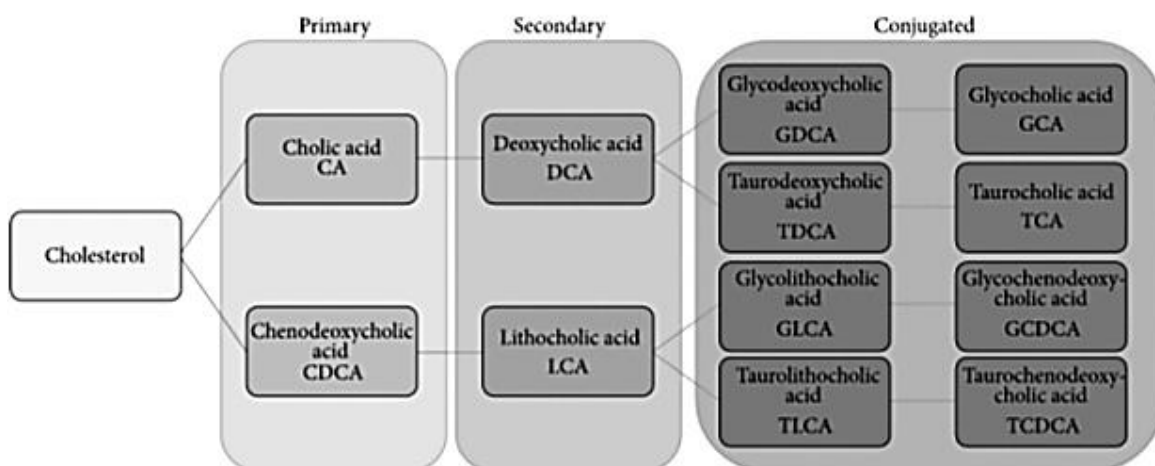 Primary
Secondary
Conjugated
Cholesterol
Cholic acid
CA
Chenodeoxycholic
acid
CDCA
Deoxycholic acid
DCA
Lithocholic acid
LCA
Glycodeoxycholic
acid
GDCA
Taurodeoxycholic
acid
TDCA
Glycolithocholic
acid
GLCA
Taurolithocholic
acid
TLCA
Glycocholic acid
GCA
Taurocholic acid
TCA
Glycochenodeoxy-
cholic acid
GCDCA
Taurochenodeoxy-
cholic acid
TCDCA